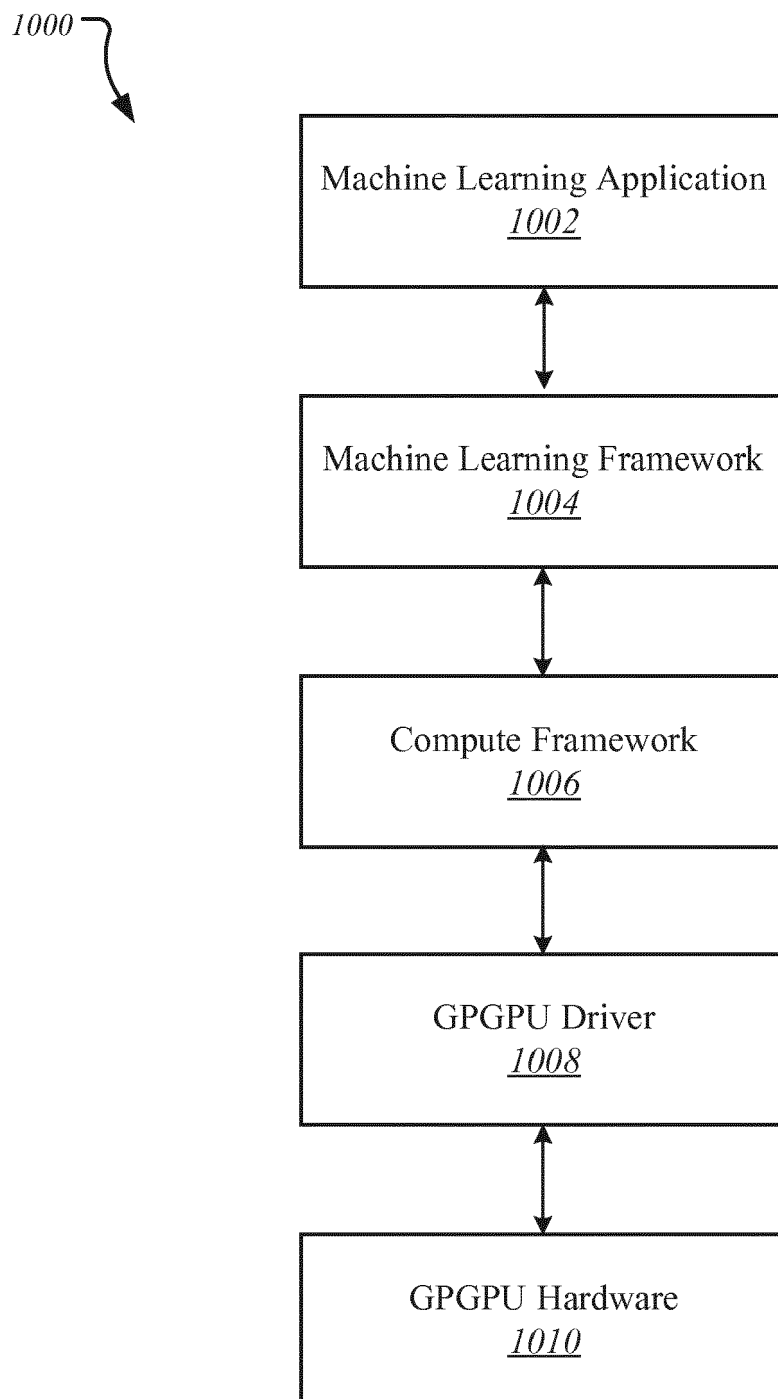 1000
Machine Learning Application
1002
Machine Learning Framework
1004
Compute Framework
1006
GPGPU Driver
1008
GPGPU Hardware
1010